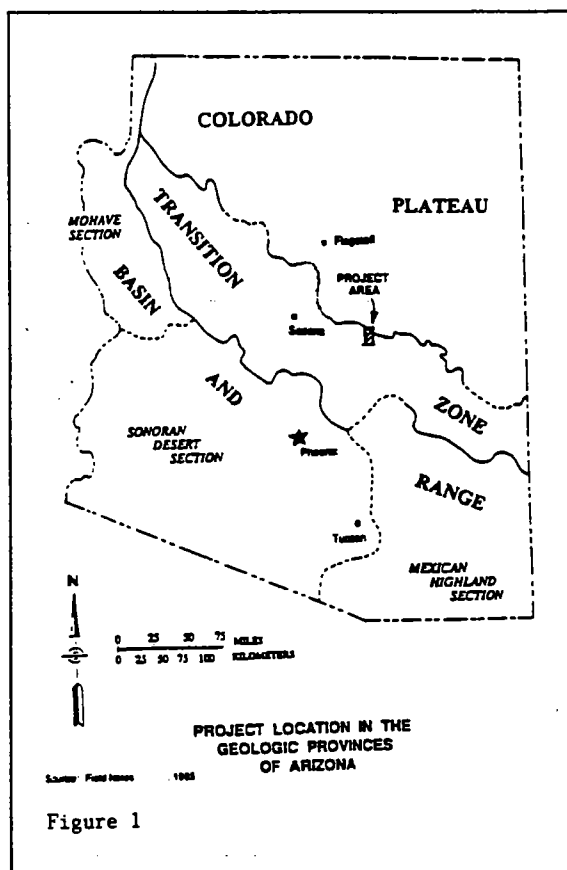 COLORADO
PLATEAU
TRANSITION
ZONE
MOHAVE
SECTION
BASIN
AND
RANGE
Flagstaff
PROJECT
AREA
Sedona
SONORAN
DESERT
SECTION
Phoenix
Tucson
MEXICAN
HIGHLAND
SECTION
N
0 25 50 75 MILES
0 25 50 75 100 KILOMETERS
PROJECT LOCATION IN THE
GEOLOGIC PROVINCES
OF ARIZONA
Source: Field Notes 1985
Figure 1